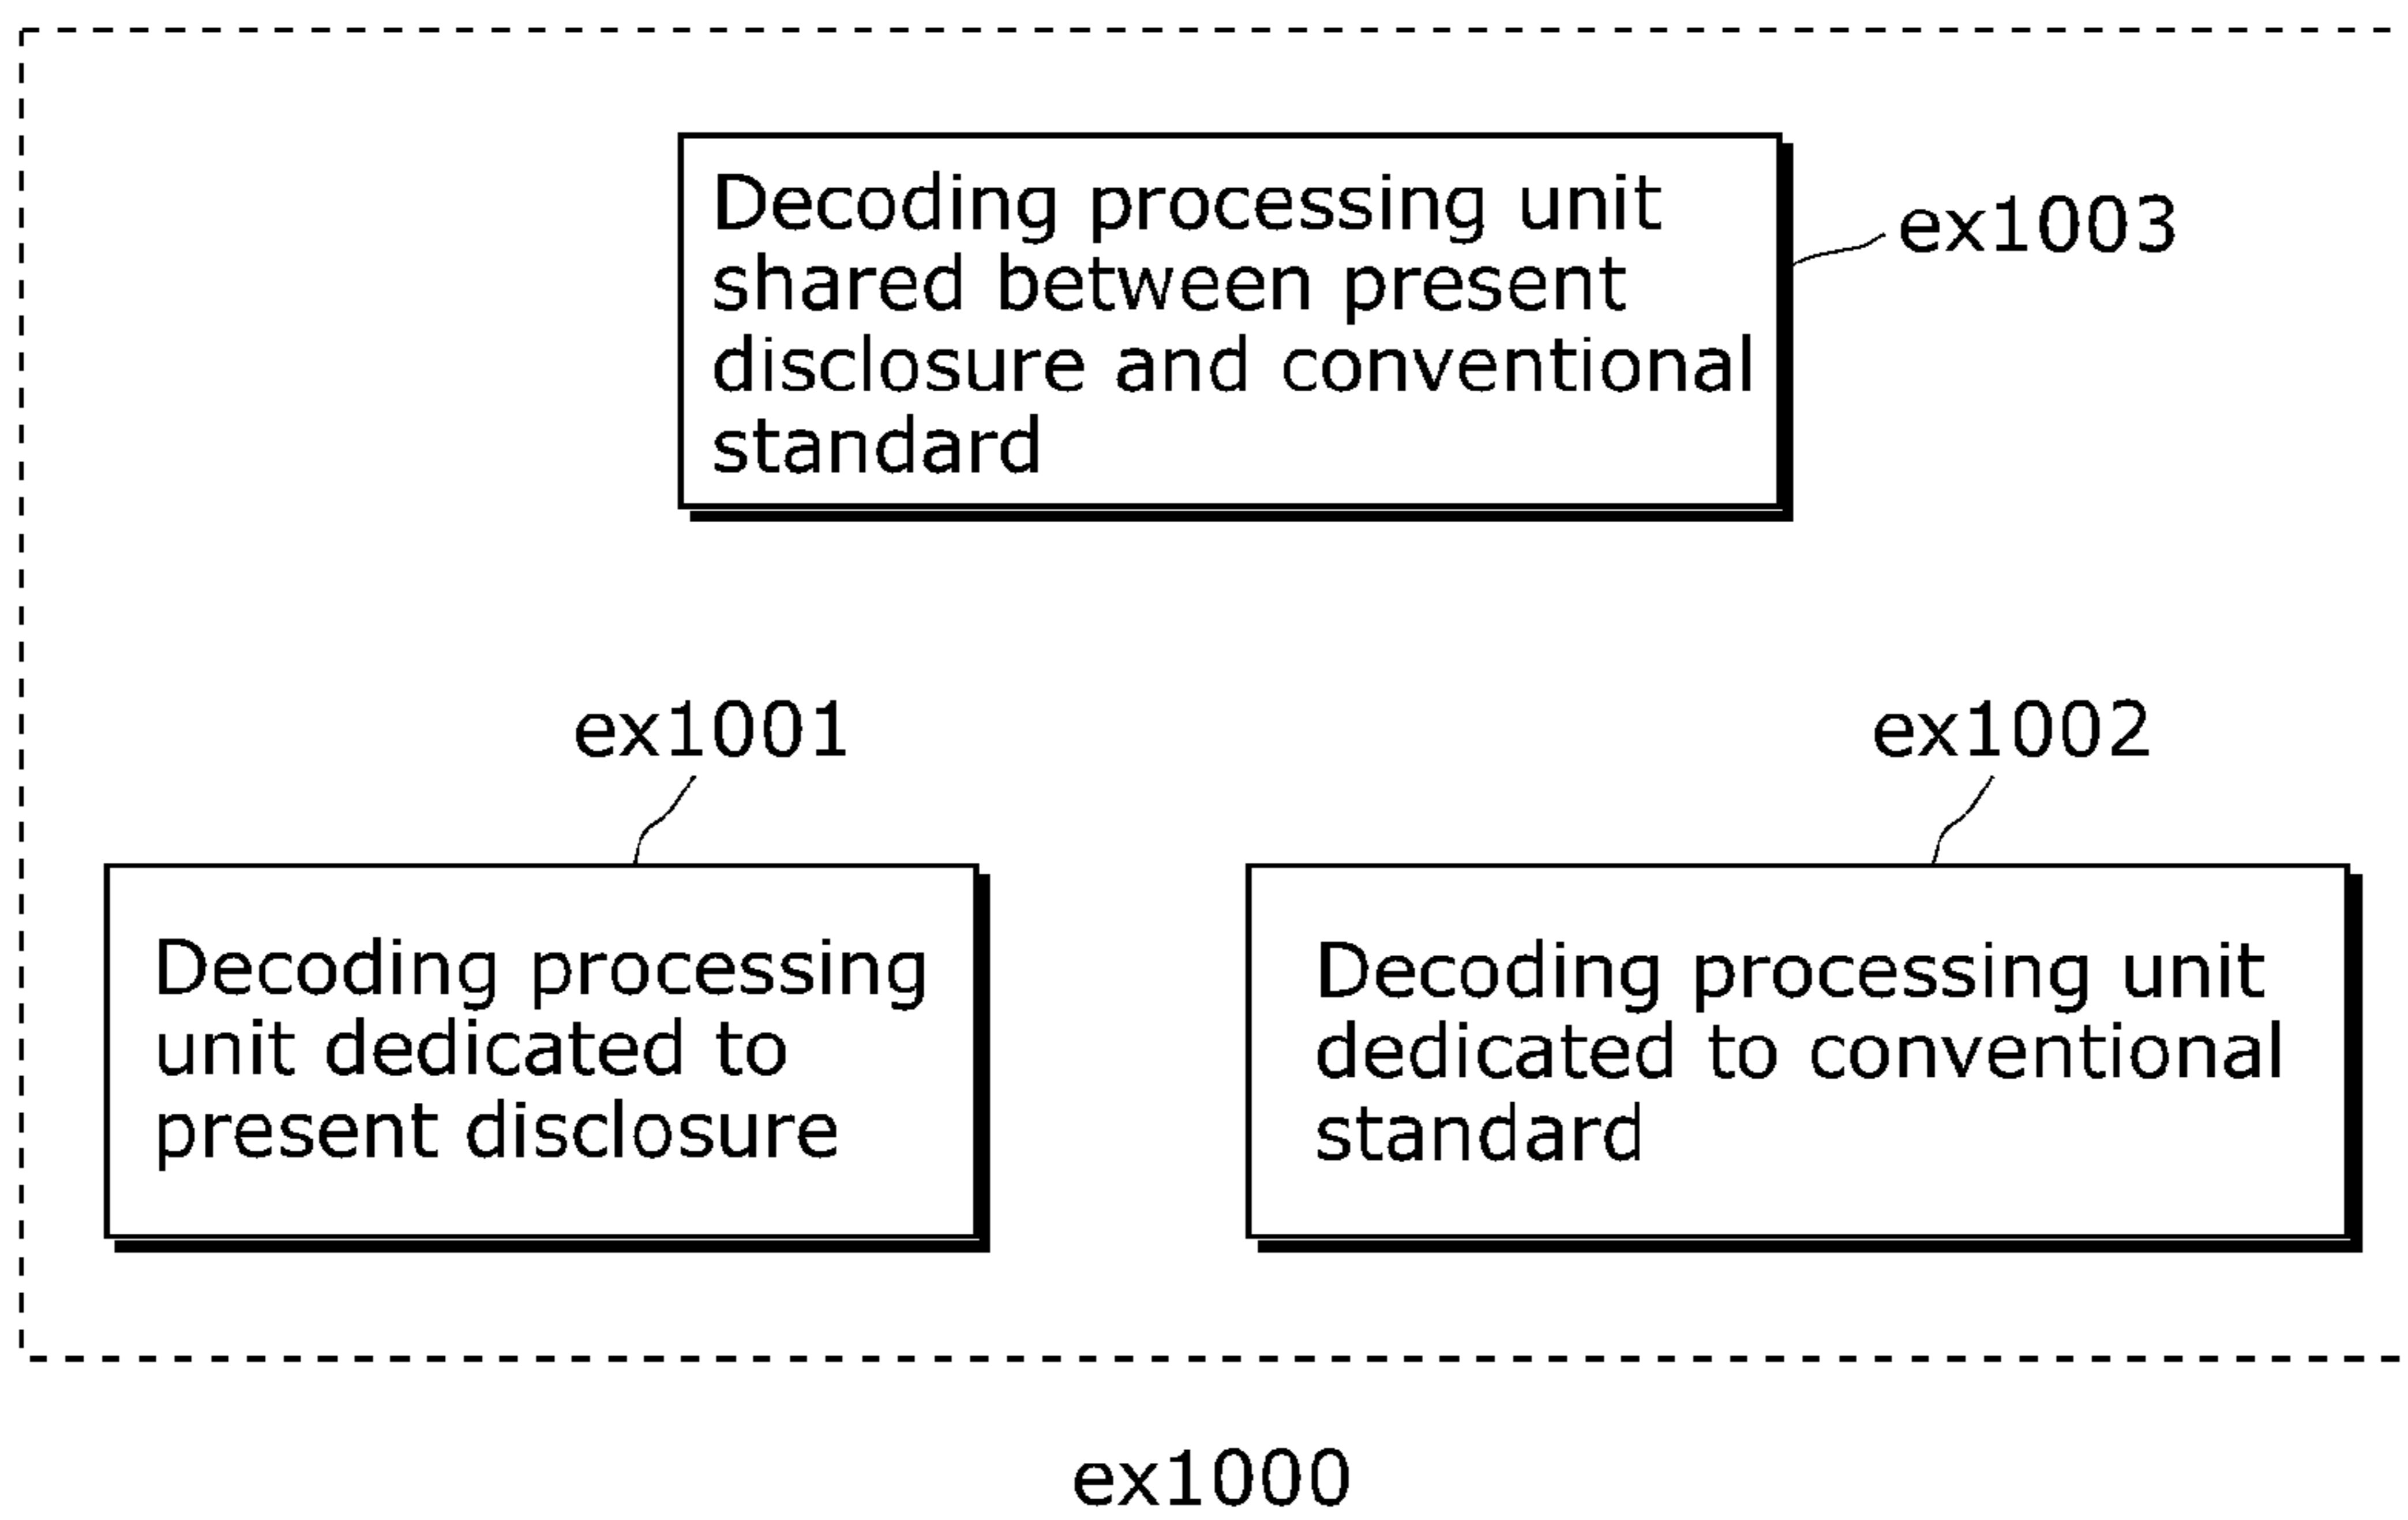 Decoding processing unit
shared between present
disclosure and conventional
standard
ex1003
ex1001
ex1002
Decoding processing
unit dedicated to
present disclosure
Decoding processing unit
dedicated to conventional
standard
ex1000